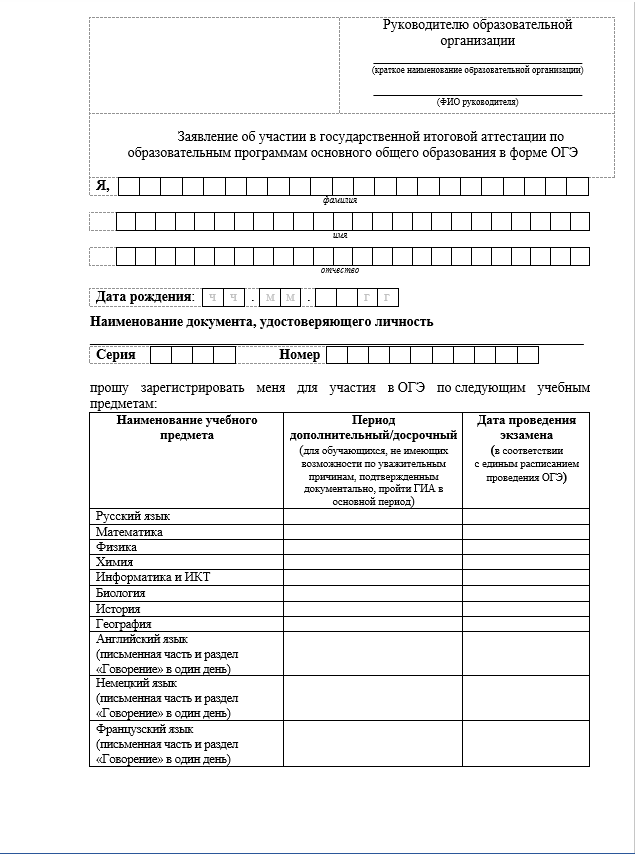 Руководителю образовательной
организации
(краткое наименование образовательной организации)
(ФИО руководителя)
Заявление об участии в государственной итоговой аттестации по
образовательным программам основного общего образования в форме ОГЭ
Я,
фамилия
имя
отчество
Дата рождения: ч ч . м м . г г
Наименование документа, удостоверяющего личность
Серия Номер
прошу зарегистрировать меня для участия в ОГЭ по следующим учебным
предметам:
Наименование учебного
предмета
Период
дополнительный/досрочный
(для обучающихся, не имеющих
возможности по уважительным
причинам, подтвержденным
документально, пройти ГИА в
основной период)
Дата проведения
экзамена
(в соответствии
с единым расписанием
проведения ОГЭ)
Русский язык
Математика
Физика
Химия
Информатика и ИКТ
Биология
История
География
Английский язык
(письменная часть и раздел
«Говорение» в один день)
Немецкий язык
(письменная часть и раздел
«Говорение» в один день)
Французский язык
(письменная часть и раздел
«Говорение» в один день)